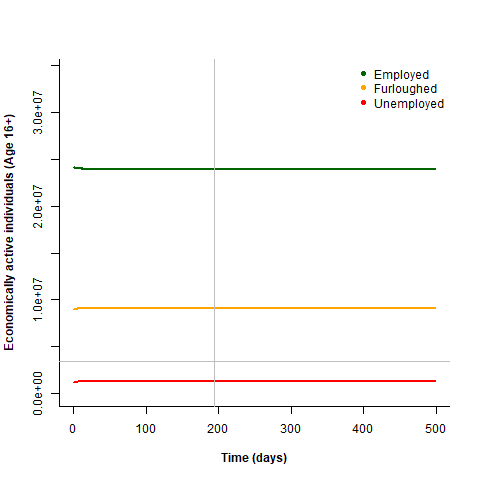 Employed
Furloughed
Unemployed
Economically active individuals (Age 16+)
3.0e+07
2.0e+07
1.0e+07
0.0e+00
0 100 200 300 400 500
Time (days)